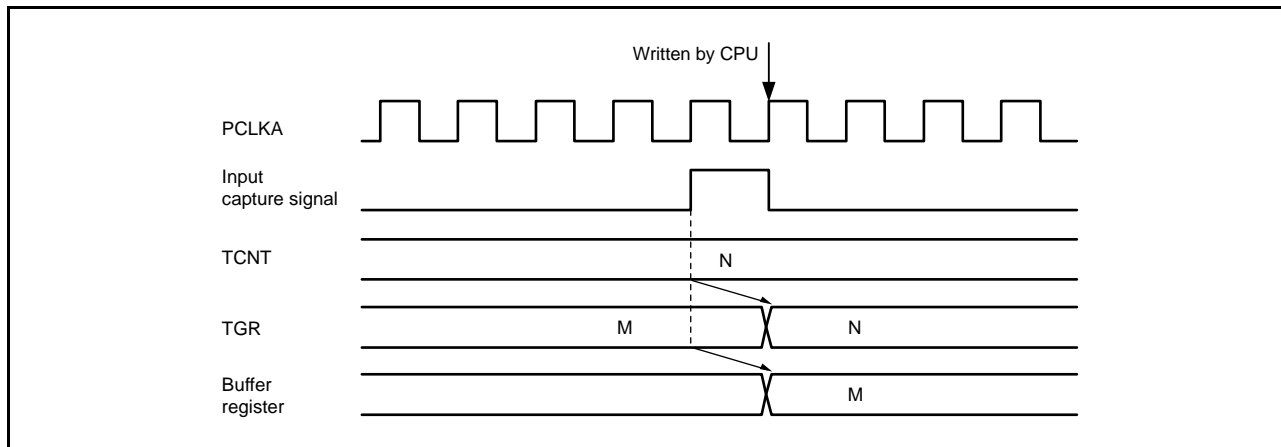 Written by CPU
PCLKA
Input
capture signal
TCNT
N
TGR
M
N
Buffer
register
M